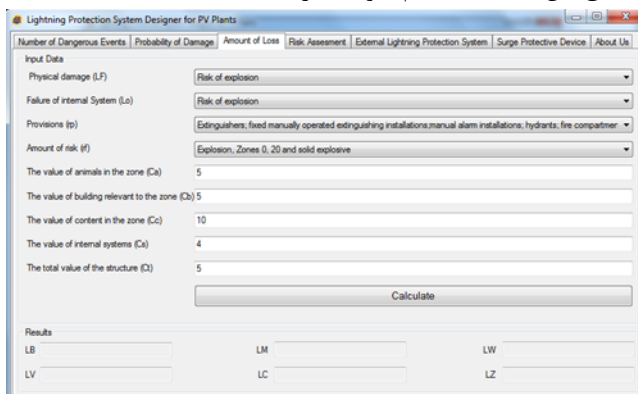 Lightning Protection System Designer for PV Plants
Number of Dangerous Events Probability of Damage Amount of Loss Risk Assesment External Lightning Protection System Surge Protective Device About Us
Input Data
Physical damage (LF) Risk of explosion
Failure of internal System (Lo) Risk of explosion
Provisions (rp) Extinguishers; fixed manually operated extinguishing installations;manual alarm installations; hydrants; fire compartmer
Amount of risk (rf) Explosion, Zones 0, 20 and solid explosive
The value of animals in the zone (Ca) 5
The value of building relevant to the zone (Cb) 5
The value of content in the zone (Cc) 10
The value of internal systems (Cs) 4
The total value of the structure (Ct) 5
Calculate
Results
LB LM LW
LV LC LZ